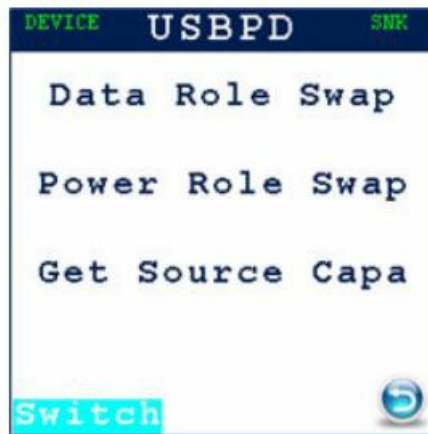 DEVICE USBPD SNK
Data Role Swap
Power Role Swap
Get Source Capa
Switch